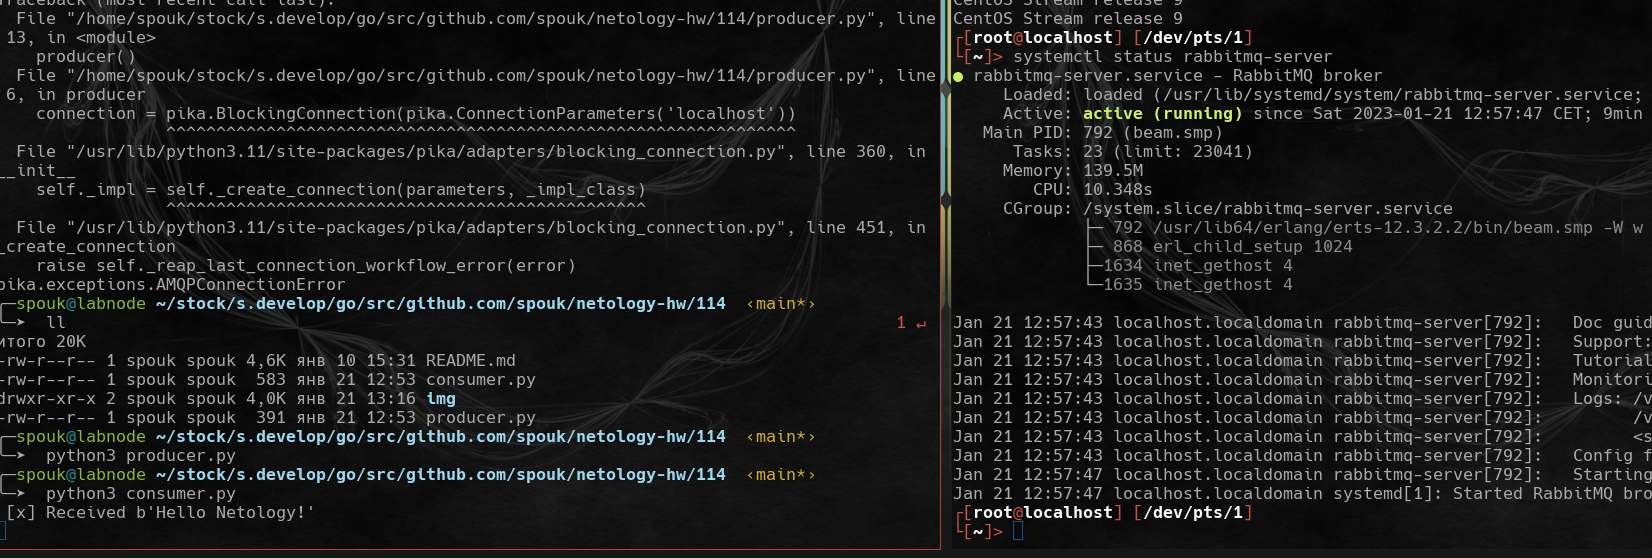 Traceback (most recent call last):
  File "/home/spouk/stock/s.develop/go/src/github.com/spouk/netology-hw/114/producer.py", line
 13, in <module>
    producer()
  File "/home/spouk/stock/s.develop/go/src/github.com/spouk/netology-hw/114/producer.py", line
 6, in producer
    connection = pika.BlockingConnection(pika.ConnectionParameters('localhost'))
                 ^^^^^^^^^^^^^^^^^^^^^^^^^^^^^^^^^^^^^^^^^^^^^^^^^^^^^^^^^^^^^^^
  File "/usr/lib/python3.11/site-packages/pika/adapters/blocking_connection.py", line 360, in
__init__
    self._impl = self._create_connection(parameters, _impl_class)
                 ^^^^^^^^^^^^^^^^^^^^^^^^^^^^^^^^^^^^^^^^^^^^^^^^
  File "/usr/lib/python3.11/site-packages/pika/adapters/blocking_connection.py", line 451, in
_create_connection
    raise self._reap_last_connection_workflow_error(error)
pika.exceptions.AMQPConnectionError
╭─spouk@labnode ~/stock/s.develop/go/src/github.com/spouk/netology-hw/114  ‹main*›
╰─➤  ll                                                                                   1 ↵
итого 20K
-rw-r--r-- 1 spouk spouk 4,6K янв 10 15:31 README.md
-rw-r--r-- 1 spouk spouk  583 янв 21 12:53 consumer.py
drwxr-xr-x 2 spouk spouk 4,0K янв 21 13:16 img
-rw-r--r-- 1 spouk spouk  391 янв 21 12:53 producer.py
╭─spouk@labnode ~/stock/s.develop/go/src/github.com/spouk/netology-hw/114  ‹main*›
╰─➤  python3 producer.py
╭─spouk@labnode ~/stock/s.develop/go/src/github.com/spouk/netology-hw/114  ‹main*›
╰─➤  python3 consumer.py
 [x] Received b'Hello Netology!'
CentOS Stream release 9
CentOS Stream release 9
┌[root@localhost] [/dev/pts/1]
└[~]> systemctl status rabbitmq-server
● rabbitmq-server.service - RabbitMQ broker
     Loaded: loaded (/usr/lib/systemd/system/rabbitmq-server.service;
     Active: active (running) since Sat 2023-01-21 12:57:47 CET; 9min
   Main PID: 792 (beam.smp)
      Tasks: 23 (limit: 23041)
     Memory: 139.5M
        CPU: 10.348s
     CGroup: /system.slice/rabbitmq-server.service
             ├─ 792 /usr/lib64/erlang/erts-12.3.2.2/bin/beam.smp -W w
             ├─ 868 erl_child_setup 1024
             ├─1634 inet_gethost 4
             └─1635 inet_gethost 4
Jan 21 12:57:43 localhost.localdomain rabbitmq-server[792]:   Doc guid
Jan 21 12:57:43 localhost.localdomain rabbitmq-server[792]:   Support:
Jan 21 12:57:43 localhost.localdomain rabbitmq-server[792]:   Tutorial
Jan 21 12:57:43 localhost.localdomain rabbitmq-server[792]:   Monitori
Jan 21 12:57:43 localhost.localdomain rabbitmq-server[792]:   Logs: /v
Jan 21 12:57:43 localhost.localdomain rabbitmq-server[792]:         /v
Jan 21 12:57:43 localhost.localdomain rabbitmq-server[792]:         <s
Jan 21 12:57:43 localhost.localdomain rabbitmq-server[792]:   Config f
Jan 21 12:57:47 localhost.localdomain rabbitmq-server[792]:   Starting
Jan 21 12:57:47 localhost.localdomain systemd[1]: Started RabbitMQ bro
┌[root@localhost] [/dev/pts/1]
└[~]>